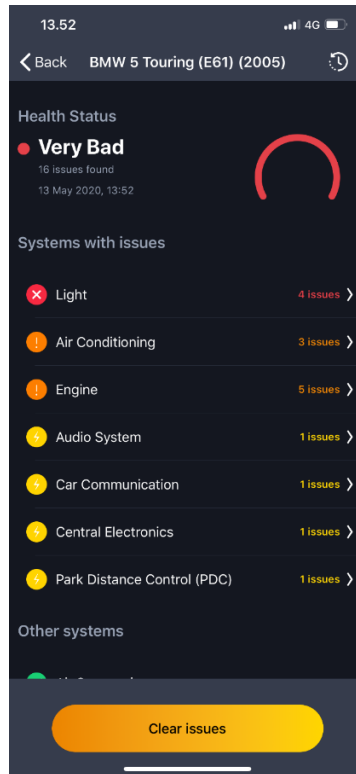 13.52
4G
Back BMW 5 Touring (E61) (2005)
Health Status
Very Bad
16 issues found
13 May 2020, 13:52
Systems with issues
Light 4 issues
Air Conditioning 3 issues
Engine 5 issues
Audio System 1 issues
Car Communication 1 issues
Central Electronics 1 issues
Park Distance Control (PDC) 1 issues
Other systems
Clear issues